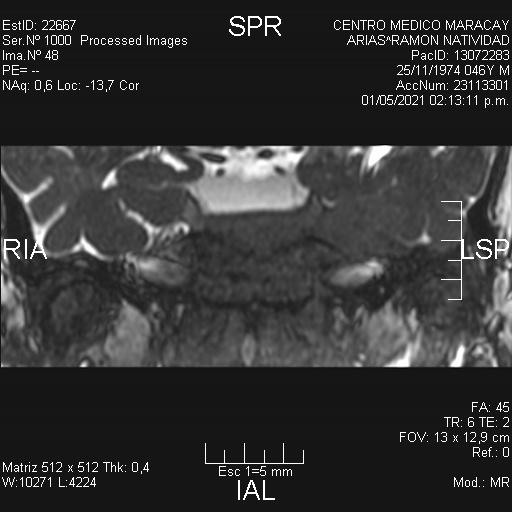 EstID: 22667
Ser.Nº 1000  Processed Images
Ima.Nº 48
PE= --
NAq: 0,6 Loc: -13,7 Cor
SPR
CENTRO MEDICO MARACAY
ARIAS^RAMON NATIVIDAD
PacID: 13072283
25/11/1974 046Y M
AccNum: 23113301
01/05/2021 02:13:11 p.m.
RIA
LSP
FA: 45
TR: 6 TE: 2
FOV: 13 x 12,9 cm
Ref.: 0
Mod.: MR
Matriz 512 x 512 Thk: 0,4
W:10271 L:4224
Esc 1=5 mm
IAL